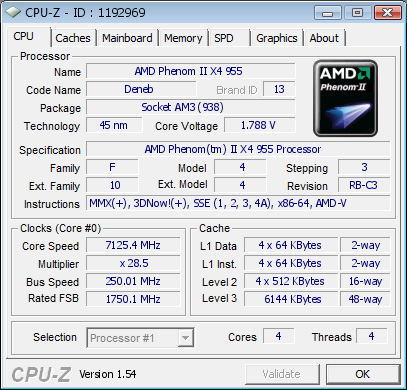 CPU-Z - ID : 1192969
CPU Caches Mainboard Memory SPD Graphics About
Processor
Name AMD Phenom II X4 955
Code Name Deneb Brand ID 13
Package Socket AM3 (938)
Technology 45 nm Core Voltage 1.788 V
AMD
Phenom II
Specification AMD Phenom(tm) II X4 955 Processor
Family F Model 4 Stepping 3
Ext. Family 10 Ext. Model 4 Revision RB-C3
Instructions MMX(+), 3DNow!(+), SSE (1, 2, 3, 4A), x86-64, AMD-V
Clocks (Core #0)
Core Speed 7125.4 MHz
Multiplier x 28.5
Bus Speed 250.01 MHz
Rated FSB 1750.1 MHz
Cache
L1 Data 4 x 64 KBytes 2-way
L1 Inst. 4 x 64 KBytes 2-way
Level 2 4 x 512 KBytes 16-way
Level 3 6144 KBytes 48-way
Selection Processor #1 Cores 4 Threads 4
CPU-Z Version 1.54 Validate OK